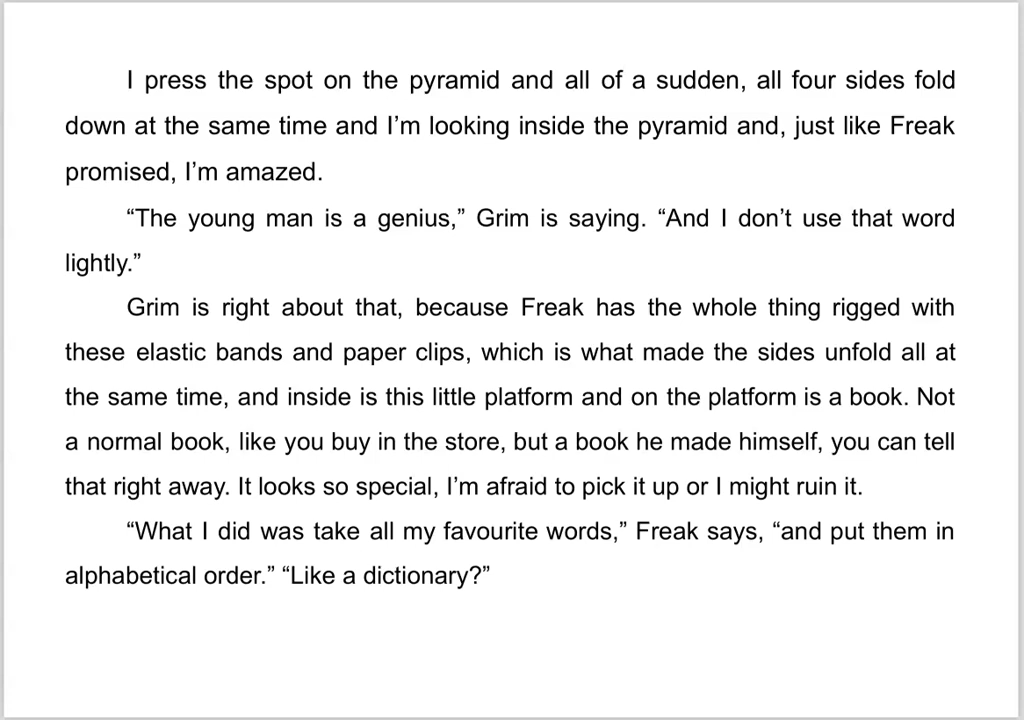 I press the spot on the pyramid and all of a sudden, all four sides fold
down at the same time and I’m looking inside the pyramid and, just like Freak
promised, I’m amazed.
“The young man is a genius,” Grim is saying. “And I don’t use that word
lightly.”
Grim is right about that, because Freak has the whole thing rigged with
these elastic bands and paper clips, which is what made the sides unfold all at
the same time, and inside is this little platform and on the platform is a book. Not
a normal book, like you buy in the store, but a book he made himself, you can tell
that right away. It looks so special, I’m afraid to pick it up or I might ruin it.
“What I did was take all my favourite words,” Freak says, “and put them in
alphabetical order.” “Like a dictionary?”